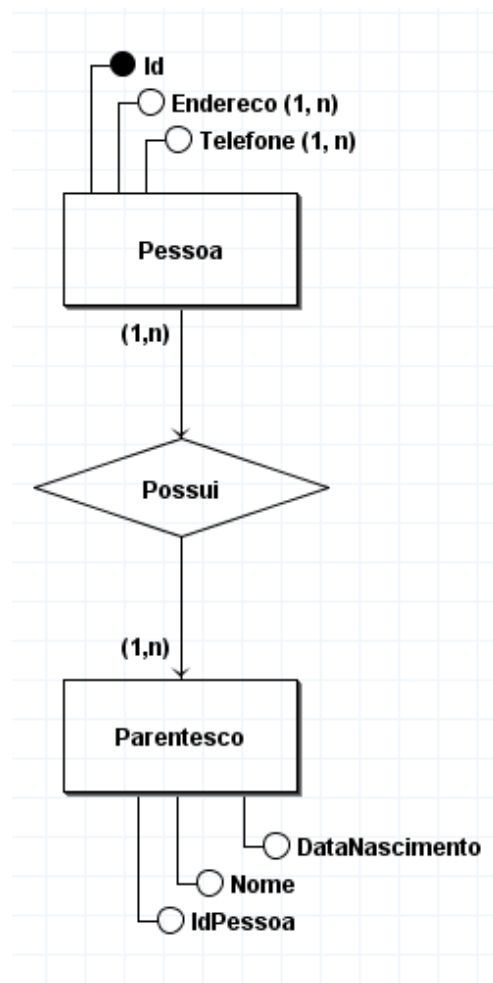 Id
Endereco (1, n)
Telefone (1, n)
Pessoa
(1,n)
Possui
(1,n)
Parentesco
DataNascimento
Nome
IdPessoa